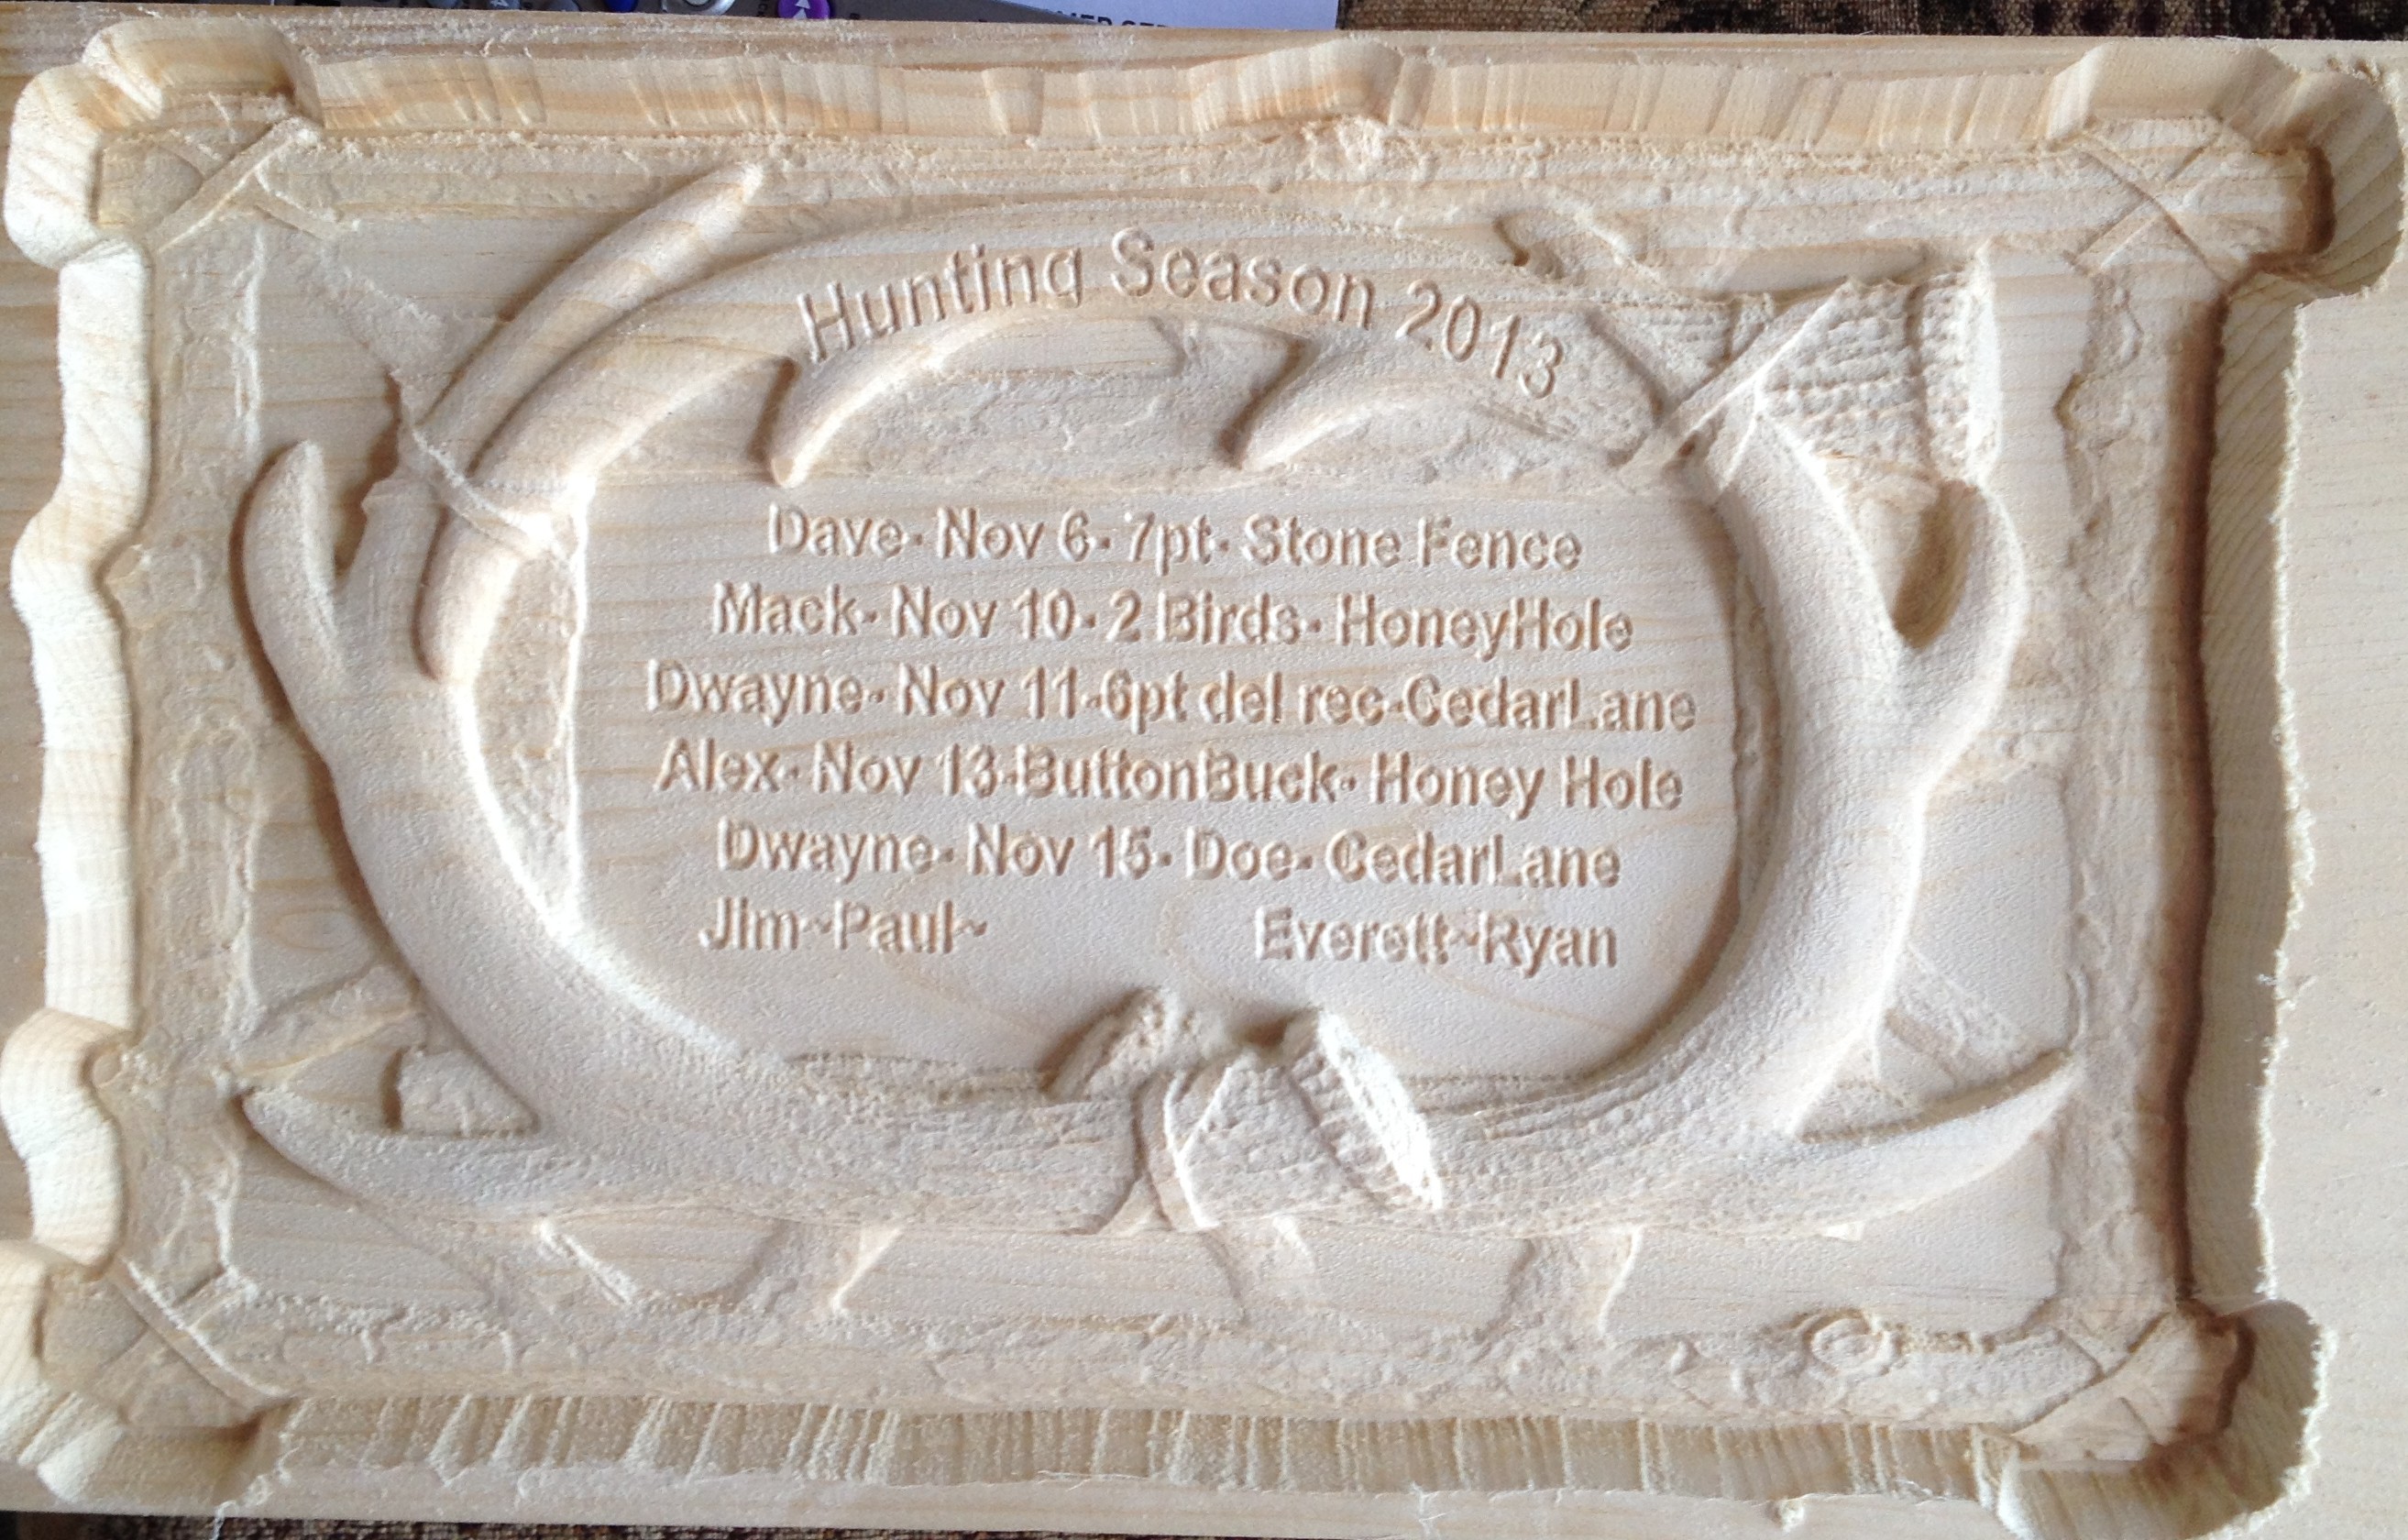 Hunting Season 2013
Dave- Nov 6- 7pt- Stone Fence
Mack- Nov 10- 2 Birds- HoneyHole
Dwayne- Nov 11-6pt del rec-CedarLane
Alex- Nov 13-ButtonBuck- Honey Hole
Dwayne- Nov 15- Doe- CedarLane
Jim~Paul~ Everett~Ryan